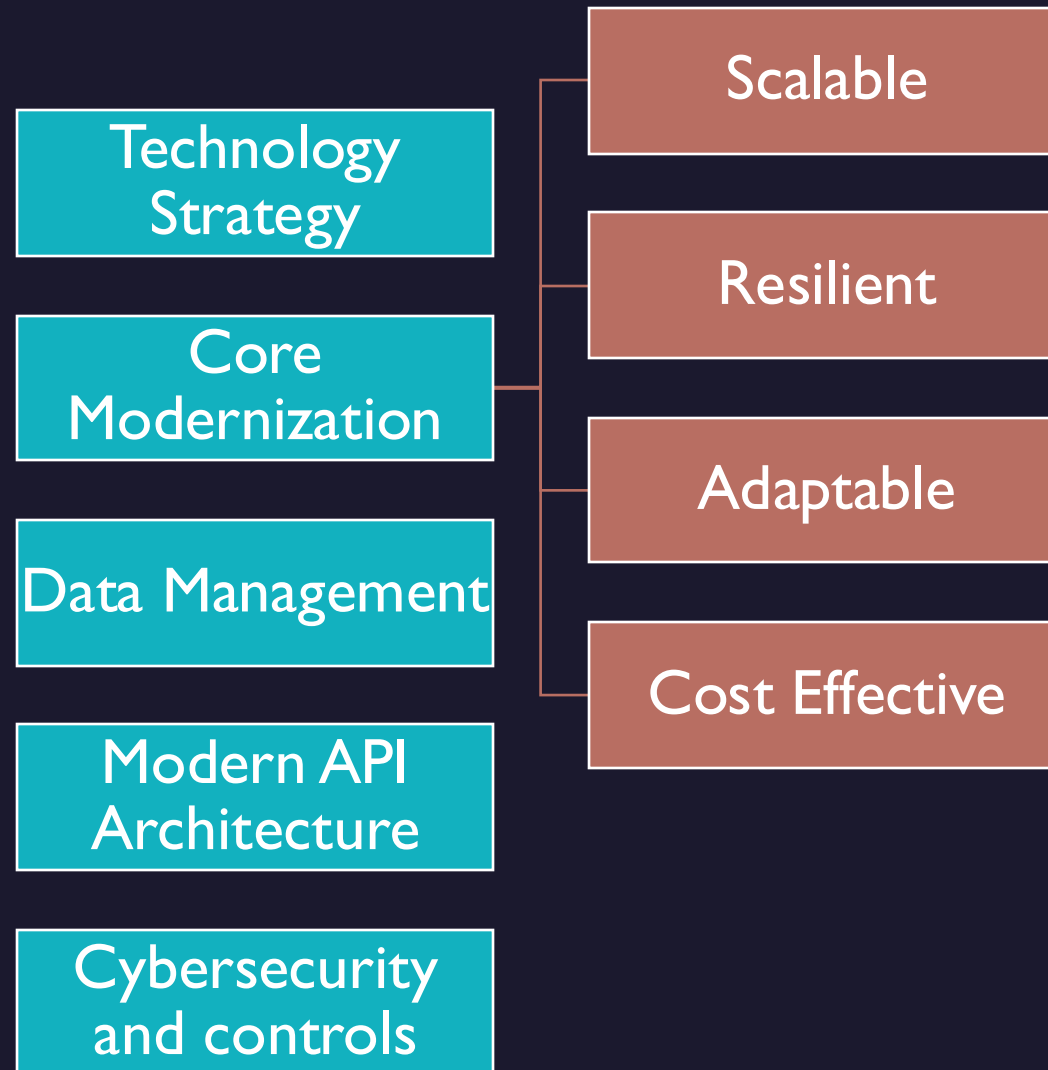 Technology
Strategy
Core
Modernization
Data Management
Modern API
Architecture
Cybersecurity
and controls
Scalable
Resilient
Adaptable
Cost Effective